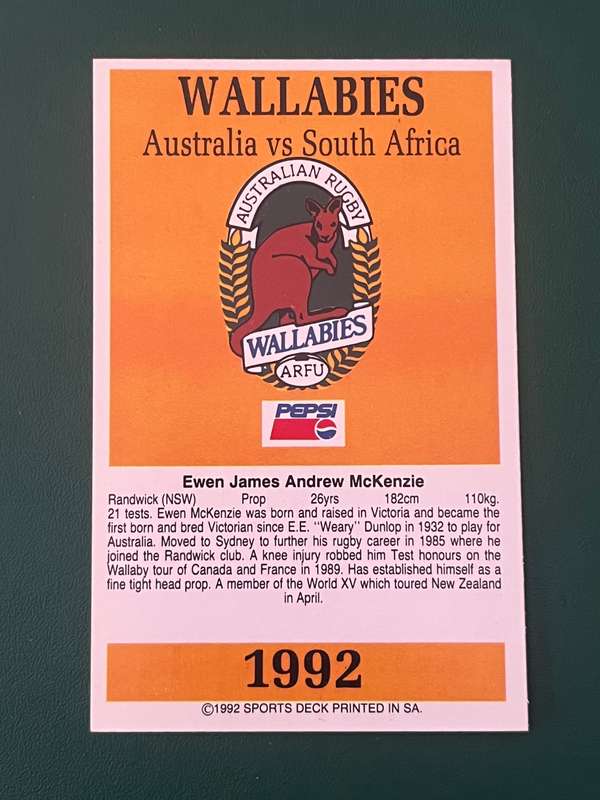 WALLABIES
Australia vs South Africa
AUSTRALIAN RUGBY
WALLABIES
ARFU
PEPSI
Ewen James Andrew McKenzie
Randwick (NSW) Prop 26yrs 182cm 110kg.
21 tests. Ewen McKenzie was born and raised in Victoria and became the
first born and bred Victorian since E.E. "Weary" Dunlop in 1932 to play for
Australia. Moved to Sydney to further his rugby career in 1985 where he
joined the Randwick club. A knee injury robbed him Test honours on the
Wallaby tour of Canada and France in 1989. Has established himself as a
fine tight head prop. A member of the World XV which toured New Zealand
in April.
1992
©1992 SPORTS DECK PRINTED IN SA.